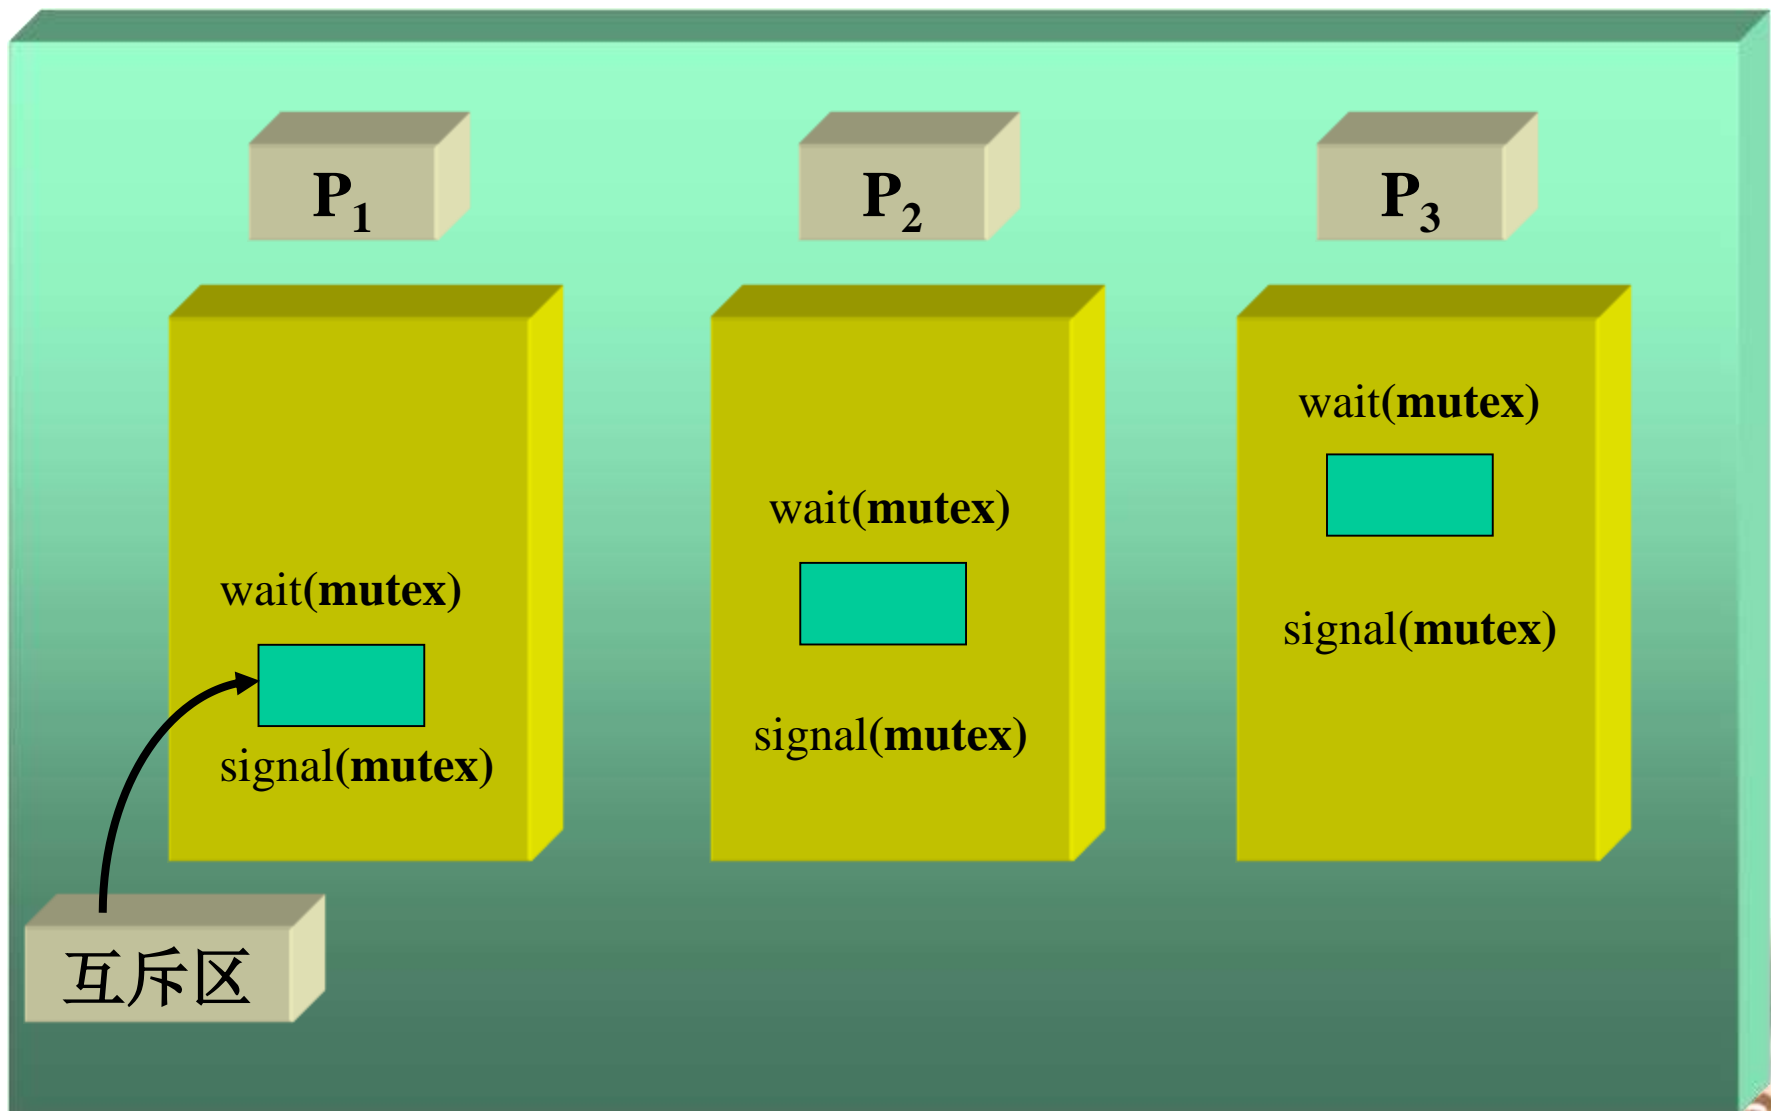 P1
P2
P3
wait(mutex)
signal(mutex)
wait(mutex)
signal(mutex)
wait(mutex)
signal(mutex)
互斥区